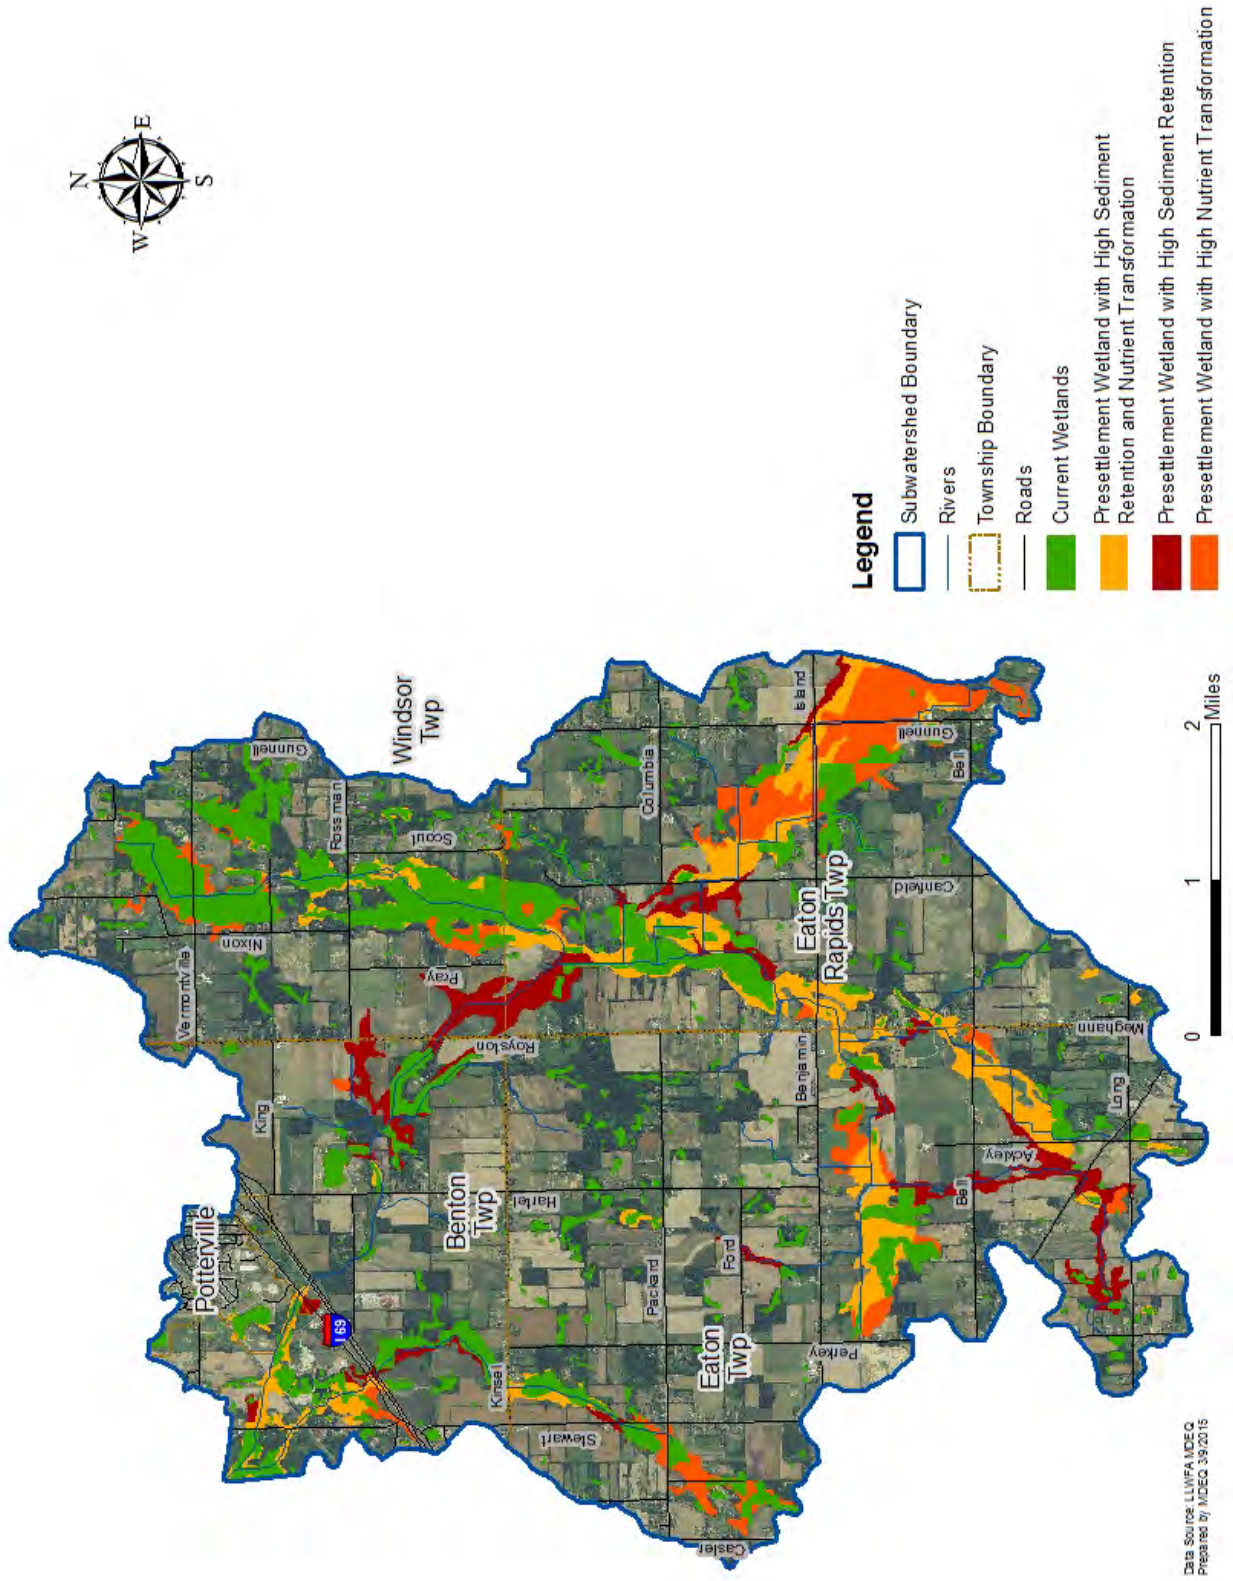 N
W
E
S
Potterville
Windsor
Twp
Benton
Twp
Eaton
Twp
Eaton
Rapids Twp
I 69
Vermontville
Nixon
Gunnell
Rossman
Scout
Pray
Royston
King
Hartel
Kinsel
Stewart
Casler
Packard
Ford
Perkey
Benjamin
Columbia
Island
Gunnell
Bell
Canfield
Meghann
Long
Ackley
Bell
Legend
Subwatershed Boundary
Rivers
Township Boundary
Roads
Current Wetlands
Presettlement Wetland with High Sediment
Retention and Nutrient Transformation
Presettlement Wetland with High Sediment Retention
Presettlement Wetland with High Nutrient Transformation
0 1 2
Miles
Data Source: LLWFA MDEQ
Prepared by MDEQ 3/9/2015